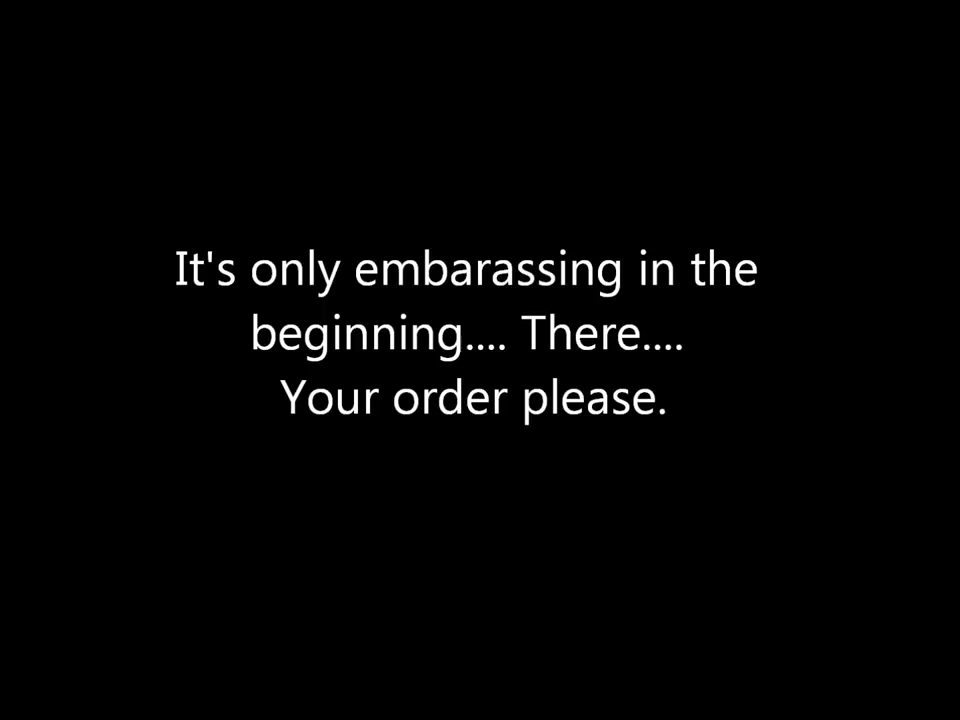 It's only embarassing in the
beginning.... There....
Your order please.